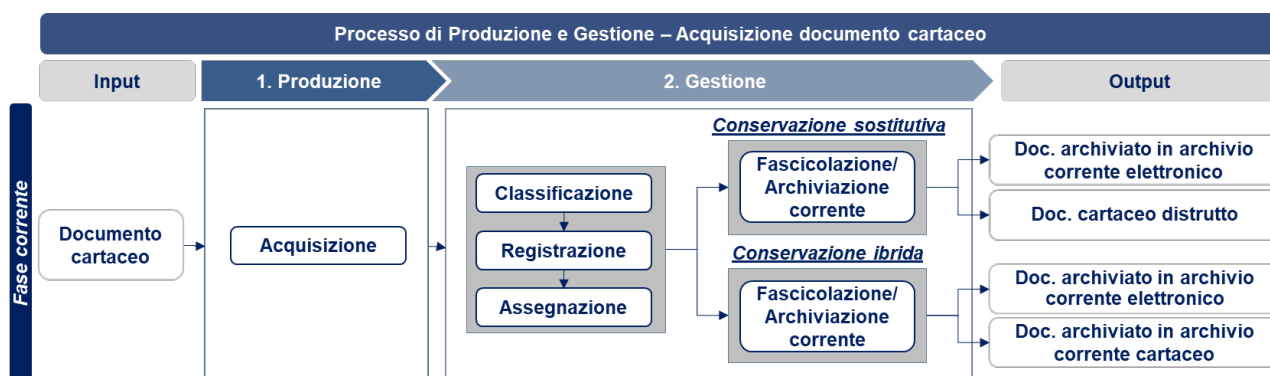 Processo di Produzione e Gestione – Acquisizione documento cartaceo
Input
1. Produzione
2. Gestione
Output
Fase corrente
Documento
cartaceo
Acquisizione
Classificazione
Registrazione
Assegnazione
Conservazione sostitutiva
Fascicolazione/
Archiviazione
corrente
Conservazione ibrida
Fascicolazione/
Archiviazione
corrente
Doc. archiviato in archivio
corrente elettronico
Doc. cartaceo distrutto
Doc. archiviato in archivio
corrente elettronico
Doc. archiviato in archivio
corrente cartaceo